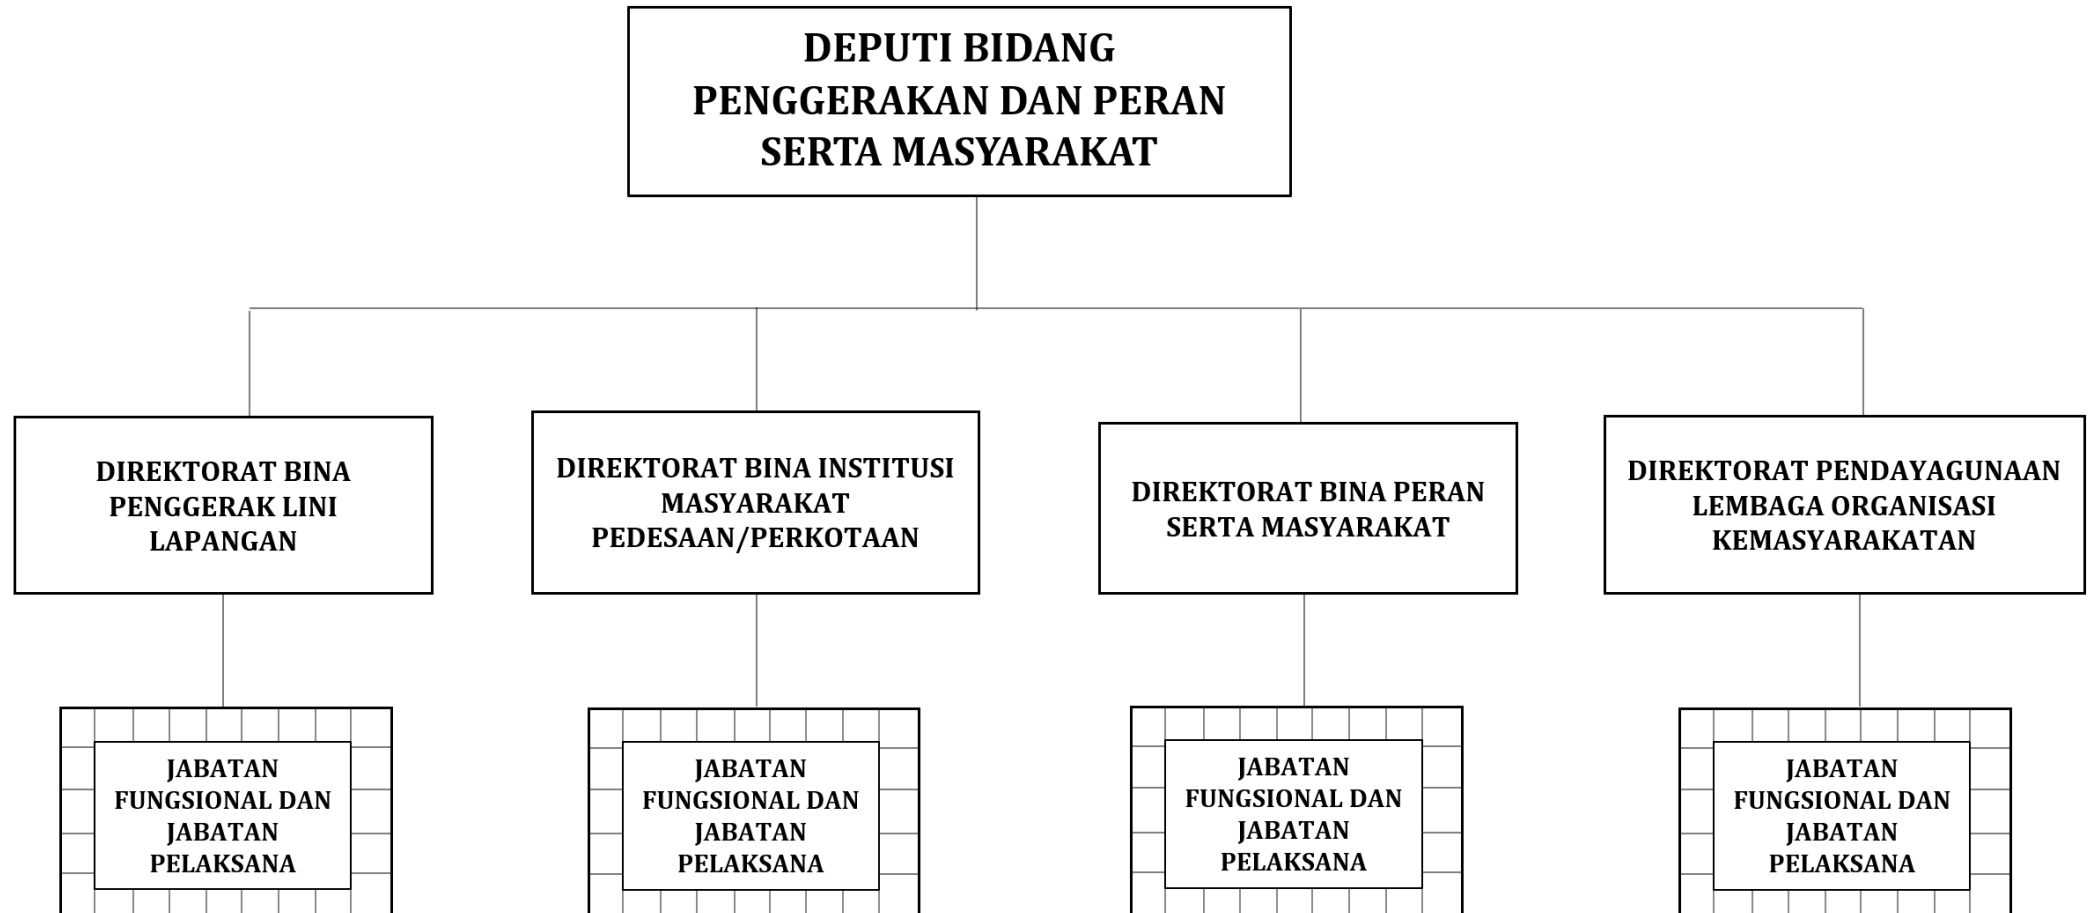 DEPUTI BIDANG
PENGGERAKAN DAN PERAN
SERTA MASYARAKAT
DIREKTORAT BINA
PENGGERAK LINI
LAPANGAN
DIREKTORAT BINA INSTITUSI
MASYARAKAT
PEDESAAN/PERKOTAAN
DIREKTORAT BINA PERAN
SERTA MASYARAKAT
DIREKTORAT PENDAYAGUNAAN
LEMBAGA ORGANISASI
KEMASYARAKATAN
JABATAN
FUNGSIONAL DAN
JABATAN
PELAKSANA
JABATAN
FUNGSIONAL DAN
JABATAN
PELAKSANA
JABATAN
FUNGSIONAL DAN
JABATAN
PELAKSANA
JABATAN
FUNGSIONAL DAN
JABATAN
PELAKSANA